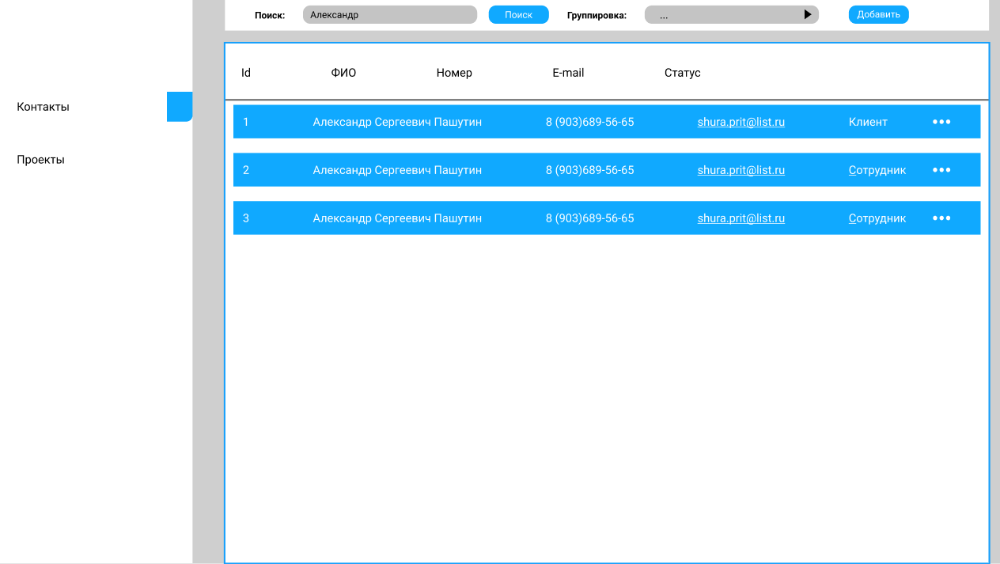 Поиск: Александр Поиск Группировка: ... Добавить
Id ФИО Номер E-mail Статус
Контакты
Проекты
1 Александр Сергеевич Пашутин 8 (903)689-56-65 shura.prit@list.ru Клиент
2 Александр Сергеевич Пашутин 8 (903)689-56-65 shura.prit@list.ru Сотрудник
3 Александр Сергеевич Пашутин 8 (903)689-56-65 shura.prit@list.ru Сотрудник